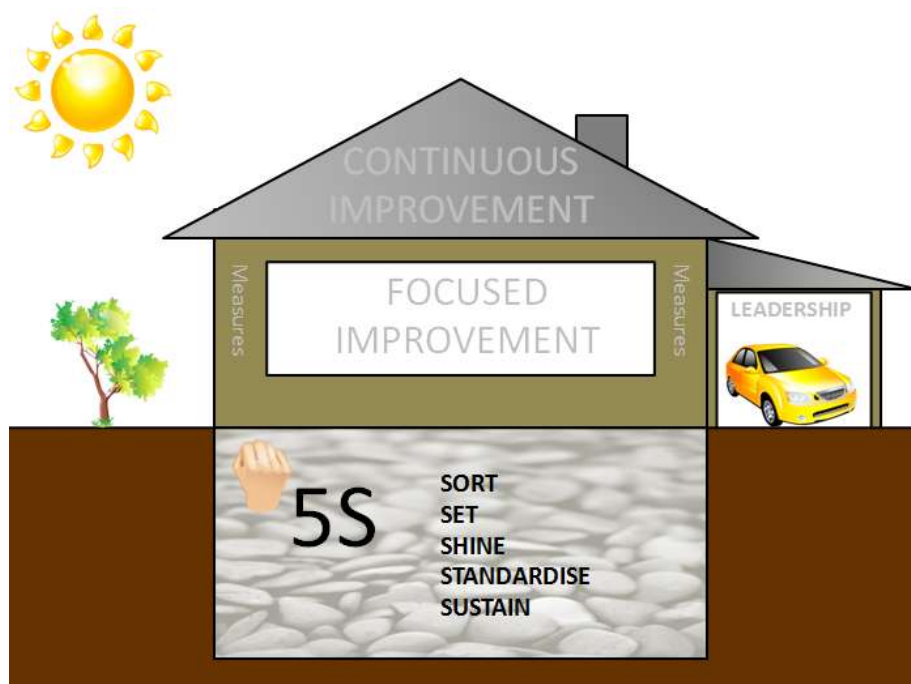 CONTINUOUS
IMPROVEMENT
Measures
FOCUSED
IMPROVEMENT
Measures
LEADERSHIP
5S
SORT
SET
SHINE
STANDARDISE
SUSTAIN